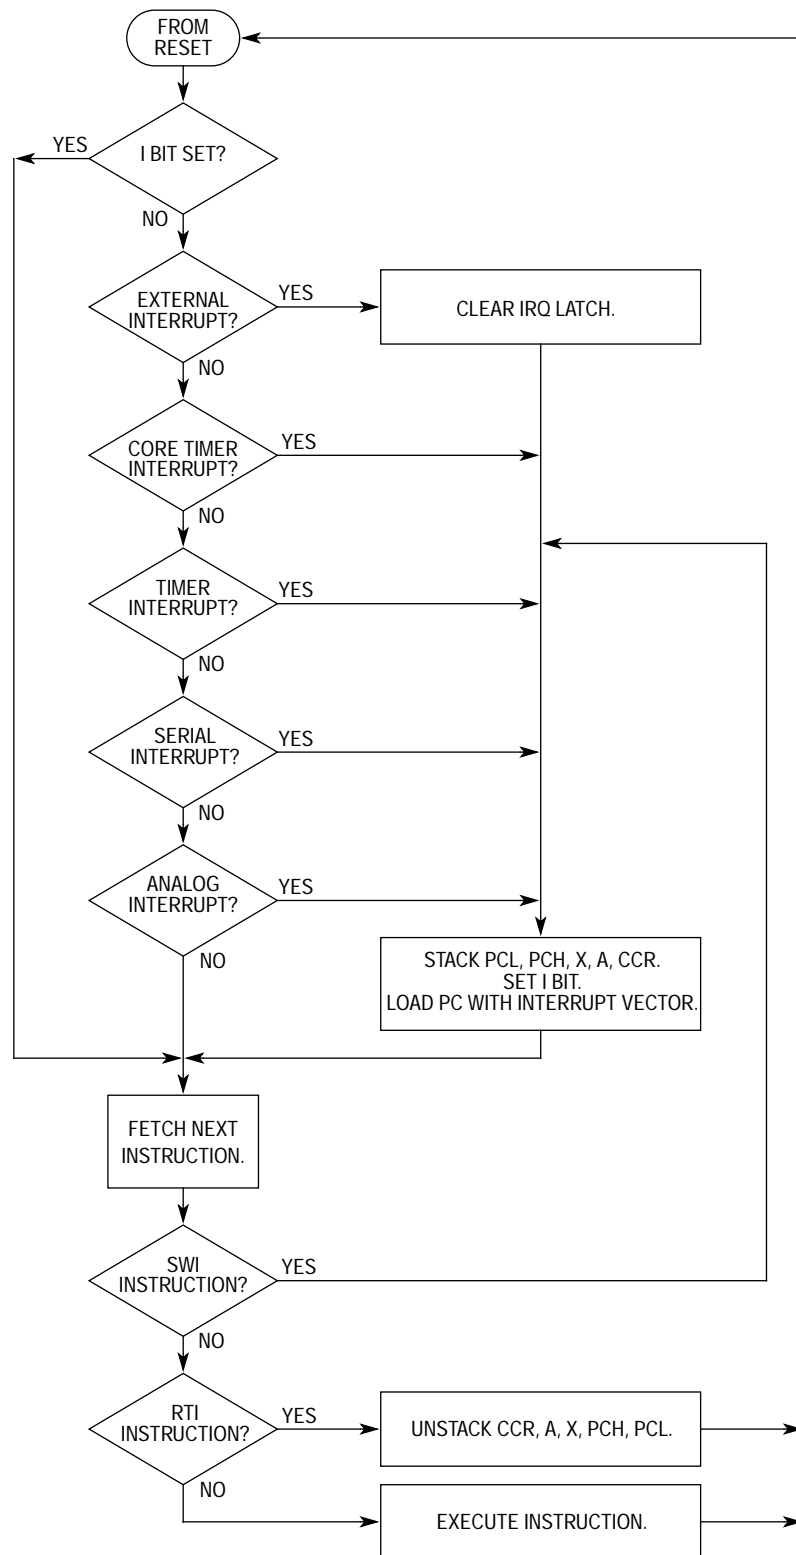 FROM
RESET
YES
I BIT SET?
NO
EXTERNAL
INTERRUPT?
YES
CLEAR IRQ LATCH.
NO
CORE TIMER
INTERRUPT?
YES
NO
TIMER
INTERRUPT?
YES
NO
SERIAL
INTERRUPT?
YES
NO
ANALOG
INTERRUPT?
YES
NO
STACK PCL, PCH, X, A, CCR.
SET I BIT.
LOAD PC WITH INTERRUPT VECTOR.
FETCH NEXT
INSTRUCTION.
SWI
INSTRUCTION?
YES
NO
RTI
INSTRUCTION?
YES
UNSTACK CCR, A, X, PCH, PCL.
NO
EXECUTE INSTRUCTION.